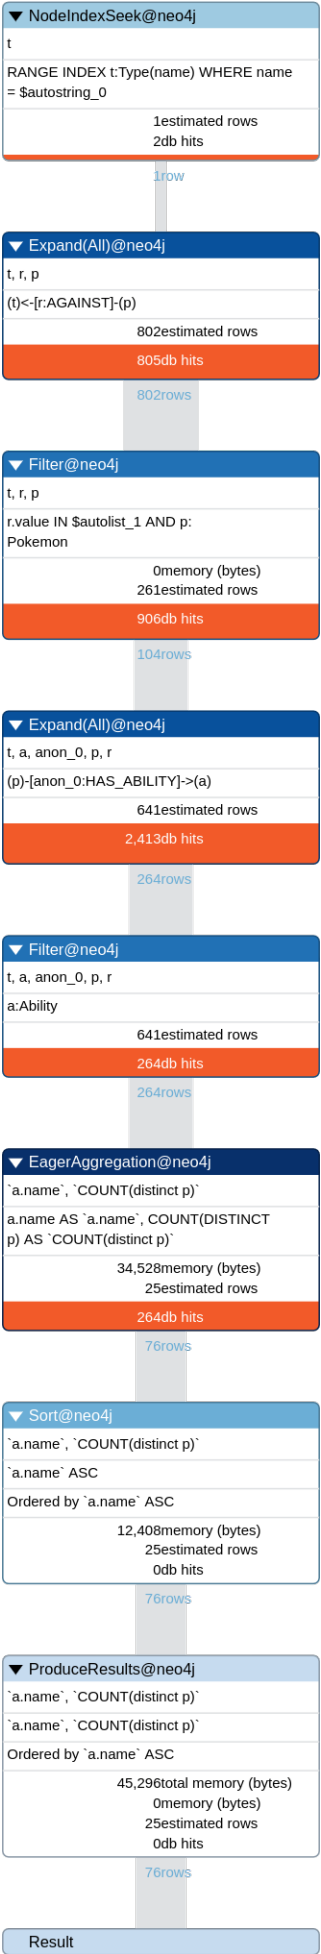 NodeIndexSeek@neo4j
t
RANGE INDEX t:Type(name) WHERE name
= $autostring_0
1estimated rows
2db hits
1row
Expand(All)@neo4j
t, r, p
(t)<-[r:AGAINST]-(p)
802estimated rows
805db hits
802rows
Filter@neo4j
t, r, p
r.value IN $autolist_1 AND p:
Pokemon
0memory (bytes)
261estimated rows
906db hits
104rows
Expand(All)@neo4j
t, a, anon_0, p, r
(p)-[anon_0:HAS_ABILITY]->(a)
641estimated rows
2,413db hits
264rows
Filter@neo4j
t, a, anon_0, p, r
a:Ability
641estimated rows
264db hits
264rows
EagerAggregation@neo4j
`a.name`, `COUNT(distinct p)`
a.name AS `a.name`, COUNT(DISTINCT
p) AS `COUNT(distinct p)`
34,528memory (bytes)
25estimated rows
264db hits
76rows
Sort@neo4j
`a.name`, `COUNT(distinct p)`
`a.name` ASC
Ordered by `a.name` ASC
12,408memory (bytes)
25estimated rows
0db hits
76rows
ProduceResults@neo4j
`a.name`, `COUNT(distinct p)`
`a.name`, `COUNT(distinct p)`
Ordered by `a.name` ASC
45,296total memory (bytes)
0memory (bytes)
25estimated rows
0db hits
76rows
Result